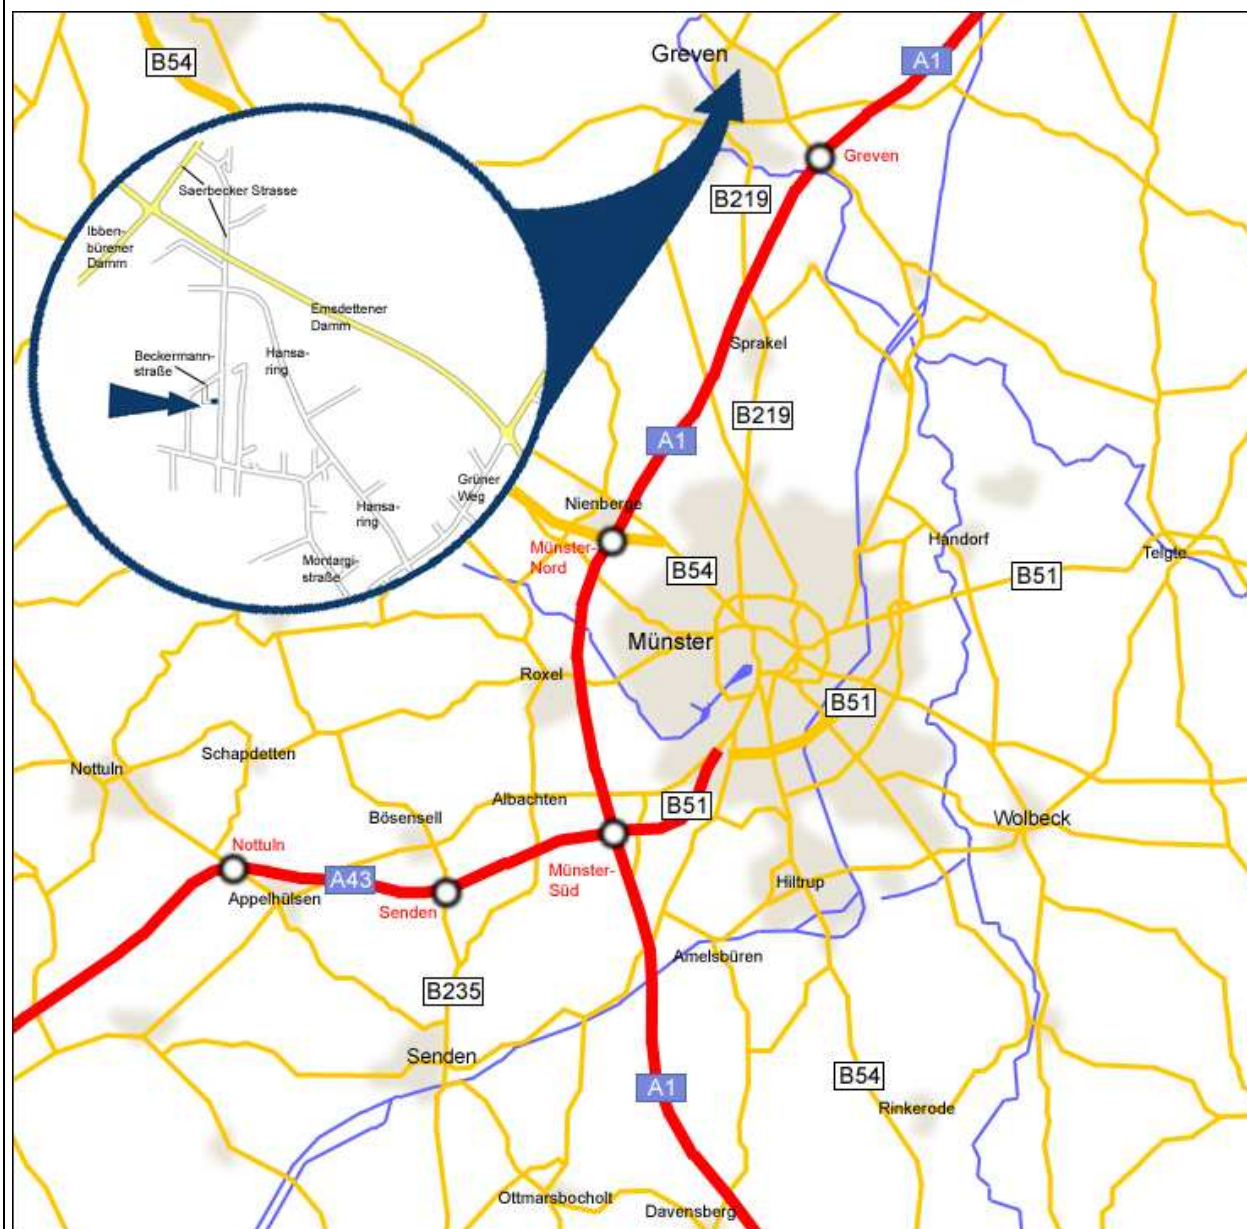 Greven
A1
B54
Greven
Saerbecker Strasse
B219
Ibben-
bürener
Damm
Emsdettener
Damm
Sprakel
Beckermann-
straße
Hansa-
ring
B219
A1
Grüner
Weg
Nienberge
Hansa-
ring
Münster-
Nord
Handorf
Telgte
Montargi-
straße
B54
B51
Münster
Roxel
B51
Schapdetten
Nottuln
Albachten
B51
Bösensell
Wolbeck
Nottuln
Münster-
Süd
A43
Hiltrup
Appelhülsen
Senden
Amelsbüren
B235
Senden
B54
A1
Rinkerode
Ottmarsbocholt
Davensberg